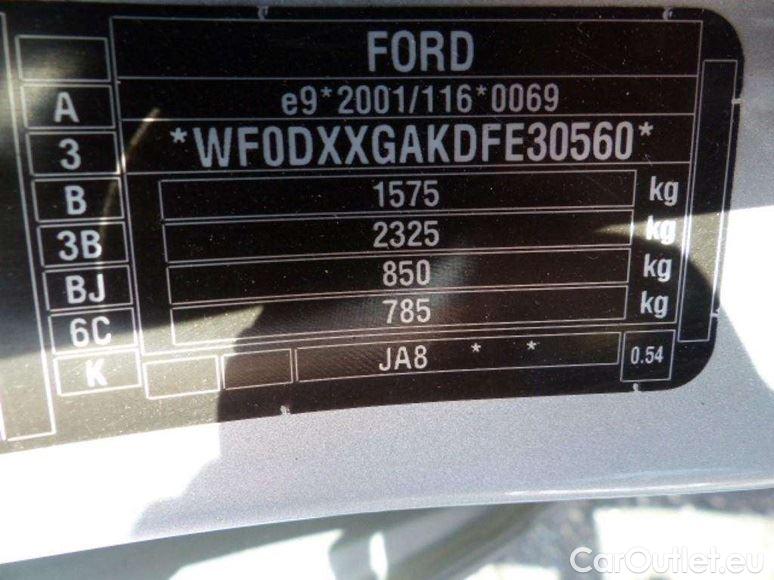 FORD
A e9*2001/116*0069
3 *WF0DXXGAKDFE30560*
B 1575 kg
3B 2325 kg
BJ 850 kg
6C 785 kg
K JA8 * * 0.54
CarOutlet.eu